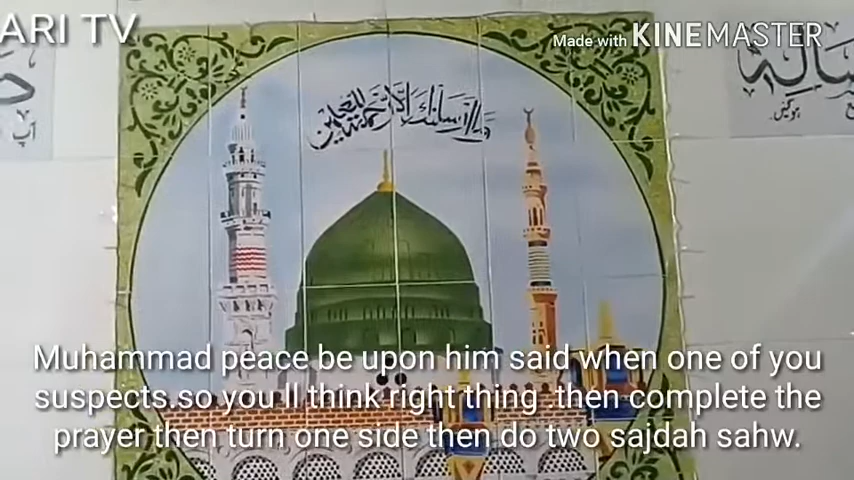 ARI TV
Made with KINEMASTER
وما أرسلناك إلا رحمة للعالمين
Muhammad peace be upon him said when one of you
suspects.so you ll think right thing .then complete the
prayer then turn one side then do two sajdah sahw.